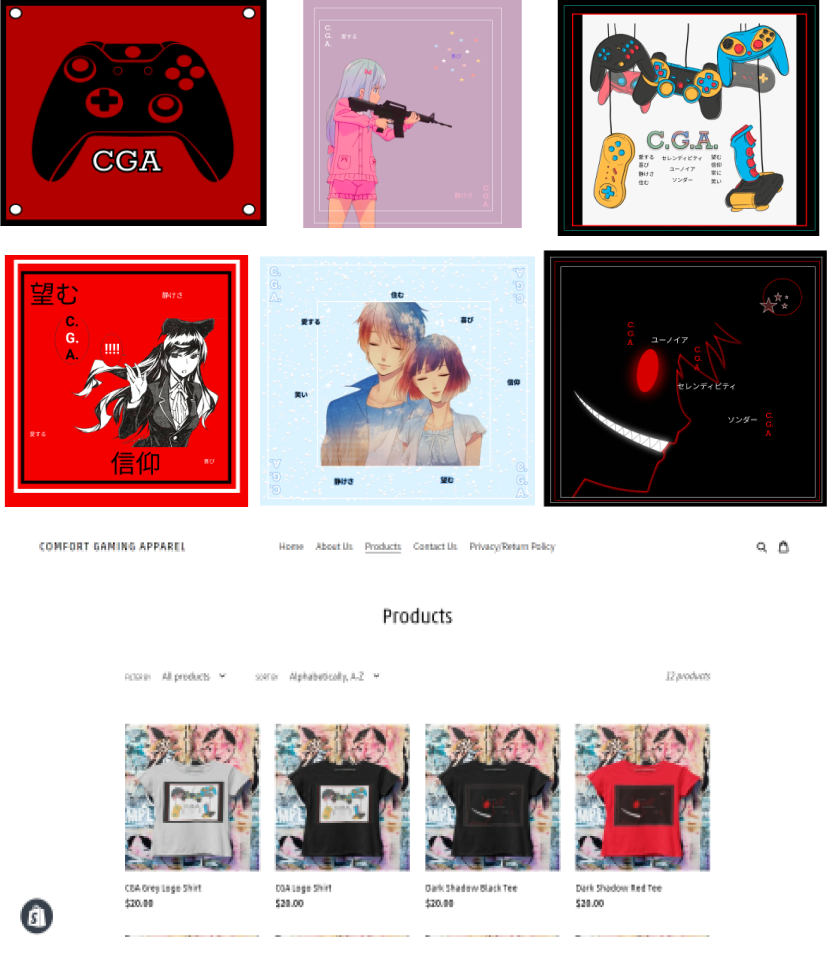 CGA
C.
G.
A.
愛する
喜び
静けさ
C.
G.
A.
C.G.A.
愛する
喜び
静けさ
住む
セレンディピティ
ユーノイア
ソンダー
望む
信仰
常に
笑い
望む
静けさ
C.
G.
A.
!!!!
愛する
喜び
信仰
C.
G.
A.
C.
G.
A.
住む
愛する
喜び
笑い
信仰
静けさ
望む
C.
G.
A.
C.
G.
A.
C.
G.
A.
ユーノイア
C.
G.
A.
セレンディピティ
ソンダー
C.
G.
A.
COMFORT GAMING APPAREL
Home About Us Products Contact Us Privacy/Return Policy
Products
FILTER BY All products SORT BY Alphabetically, A-Z 12 products
CGA Grey Logo Shirt CGA Logo Shirt Dark Shadow Black Tee Dark Shadow Red Tee
$20.00 $20.00 $20.00 $20.00